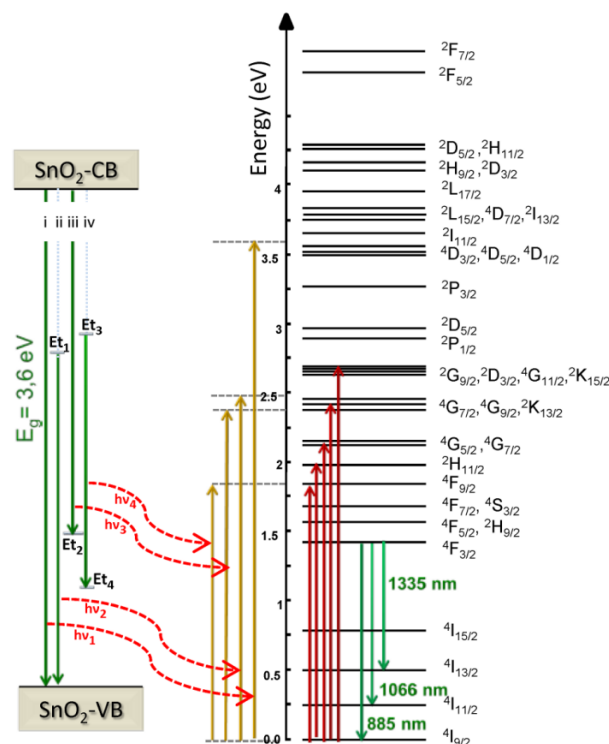 SnO₂-CB
i ii iii iv
Et₃
Et₁
E_g = 3,6 eV
hν₄
hν₃
Et₂
Et₄
hν₂
hν₁
SnO₂-VB
Energy (eV)
4
3.5
3
2.5
2
1.5
1
0.5
0.0
²F₇/₂
²F₅/₂
²D₅/₂,²H₁₁/₂
²H₉/₂,²D₃/₂
²L₁₇/₂
²L₁₅/₂,⁴D₇/₂,²I₁₃/₂
²I₁₁/₂
⁴D₃/₂,⁴D₅/₂,⁴D₁/₂
²P₃/₂
²D₅/₂
²P₁/₂
²G₉/₂,²D₃/₂,⁴G₁₁/₂,²K₁₅/₂
⁴G₇/₂,⁴G₉/₂,²K₁₃/₂
⁴G₅/₂,⁴G₇/₂
²H₁₁/₂
⁴F₉/₂
⁴F₇/₂,⁴S₃/₂
⁴F₅/₂,²H₉/₂
⁴F₃/₂
1335 nm
⁴I₁₅/₂
⁴I₁₃/₂
1066 nm
⁴I₁₁/₂
885 nm
⁴I₉/₂